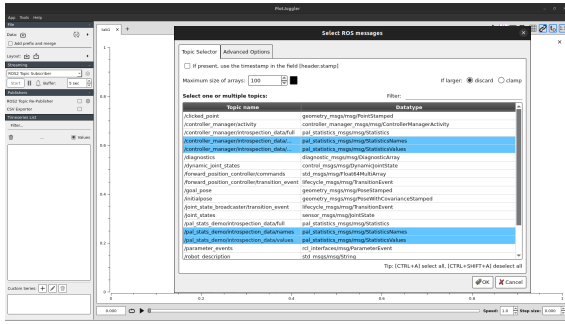 PlotJuggler
App Tools Help
File
Data:
Add prefix and merge
Layout:
Streaming
ROS2 Topic Subscriber
Start Buffer: 5 sec
Publishers
ROS2 Topic Re-Publisher
CSV Exporter
Timeseries List
Filter...
... Values
Custom Series:
tab1 × +
1
0.8
0.6
0.4
0.2
0
0 0.2 0.4 0.6 0.8 1
0.000 Speed: 1.0 Step size: 0.000
Select ROS messages
Topic Selector Advanced Options
If present, use the timestamp in the field [header.stamp]
Maximum size of arrays: 100 If larger: discard clamp
Select one or multiple topics: Filter:
Topic name Datatype
/clicked_point geometry_msgs/msg/PointStamped
/controller_manager/activity controller_manager_msgs/msg/ControllerManagerActivity
/controller_manager/introspection_data/full pal_statistics_msgs/msg/Statistics
/controller_manager/introspection_data/... pal_statistics_msgs/msg/StatisticsNames
/controller_manager/introspection_data/... pal_statistics_msgs/msg/StatisticsValues
/diagnostics diagnostic_msgs/msg/DiagnosticArray
/dynamic_joint_states control_msgs/msg/DynamicJointState
/forward_position_controller/commands std_msgs/msg/Float64MultiArray
/forward_position_controller/transition_event lifecycle_msgs/msg/TransitionEvent
/goal_pose geometry_msgs/msg/PoseStamped
/initialpose geometry_msgs/msg/PoseWithCovarianceStamped
/joint_state_broadcaster/transition_event lifecycle_msgs/msg/TransitionEvent
/joint_states sensor_msgs/msg/JointState
/pal_stats_demo/introspection_data/full pal_statistics_msgs/msg/Statistics
/pal_stats_demo/introspection_data/names pal_statistics_msgs/msg/StatisticsNames
/pal_stats_demo/introspection_data/values pal_statistics_msgs/msg/StatisticsValues
/parameter_events rcl_interfaces/msg/ParameterEvent
/robot_description std_msgs/msg/String
Tip: [CTRL+A] select all, [CTRL+SHIFT+A] deselect all
OK Cancel